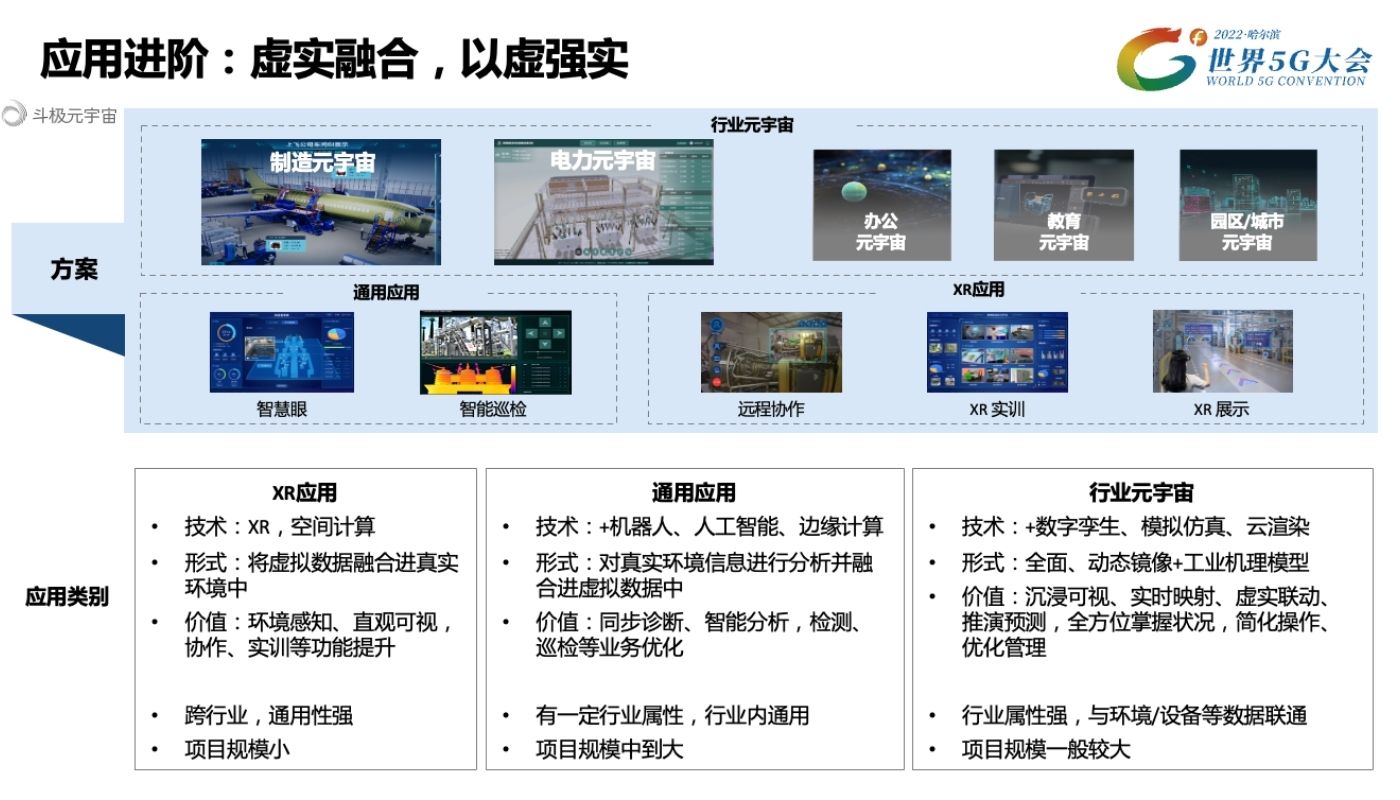 应用进阶：虚实融合，以虚强实
2022·哈尔滨
世界5G大会
WORLD 5G CONVENTION
斗极元宇宙
方案
行业元宇宙
制造元宇宙
电力元宇宙
办公
元宇宙
教育
元宇宙
园区/城市
元宇宙
通用应用
智慧眼
智能巡检
XR应用
远程协作
XR 实训
XR 展示
应用类别
XR应用
• 技术：XR，空间计算
• 形式：将虚拟数据融合进真实
环境中
• 价值：环境感知、直观可视，
协作、实训等功能提升
• 跨行业，通用性强
• 项目规模小
通用应用
• 技术：+机器人、人工智能、边缘计算
• 形式：对真实环境信息进行分析并融
合进虚拟数据中
• 价值：同步诊断、智能分析，检测、
巡检等业务优化
• 有一定行业属性，行业内通用
• 项目规模中到大
行业元宇宙
• 技术：+数字孪生、模拟仿真、云渲染
• 形式：全面、动态镜像+工业机理模型
• 价值：沉浸可视、实时映射、虚实联动、
推演预测，全方位掌握状况，简化操作、
优化管理
• 行业属性强，与环境/设备等数据联通
• 项目规模一般较大